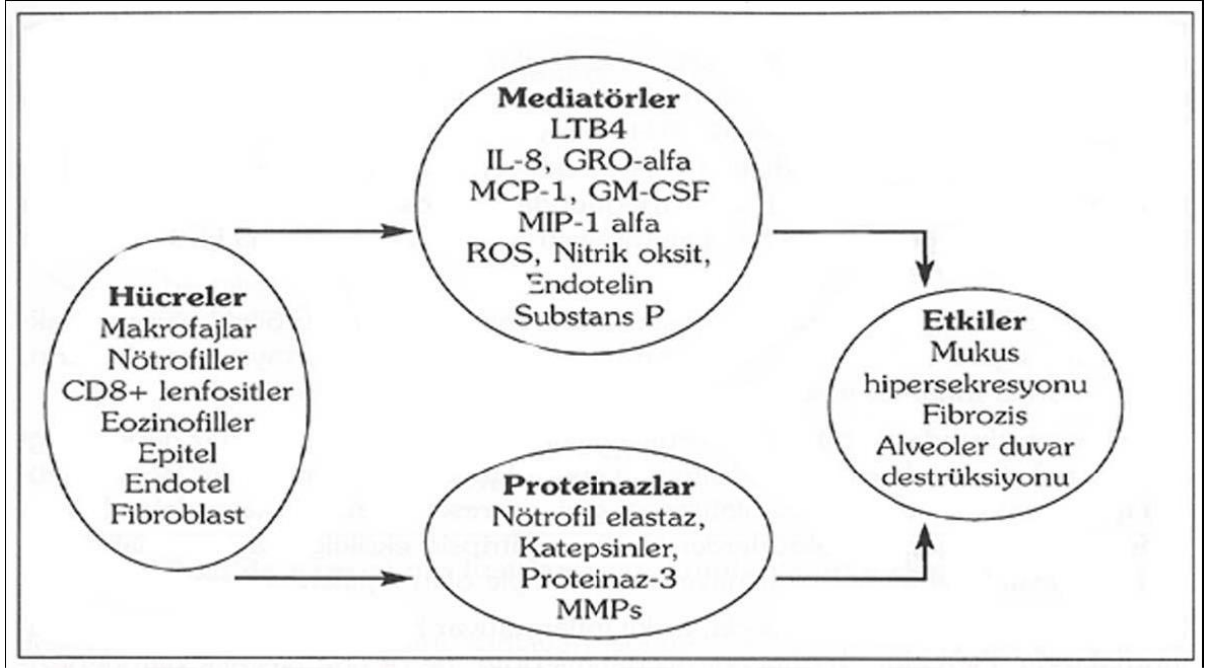 Mediatörler
LTB4
IL-8, GRO-alfa
MCP-1, GM-CSF
MIP-1 alfa
ROS, Nitrik oksit,
Endotelin
Substans P
Hücreler
Makrofajlar
Nötrofiller
CD8+ lenfositler
Eozinofiller
Epitel
Endotel
Fibroblast
Proteinazlar
Nötrofil elastaz,
Katepsinler,
Proteinaz-3
MMPs
Etkiler
Mukus
hipersekresyonu
Fibrozis
Alveoler duvar
destrüksiyonu